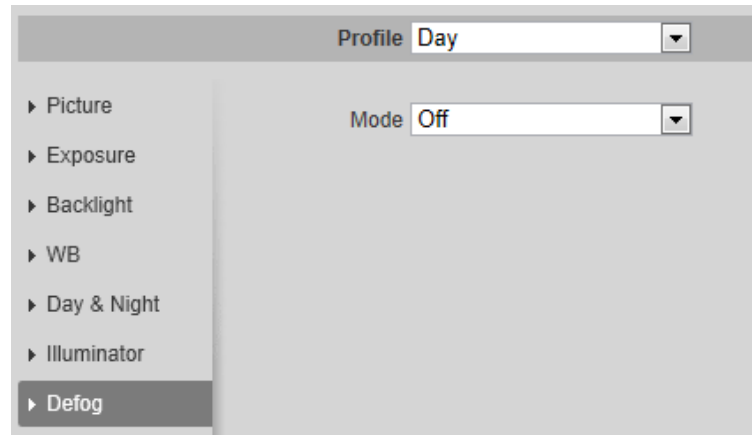 Profile Day
Picture
Mode Off
Exposure
Backlight
WB
Day & Night
Illuminator
Defog